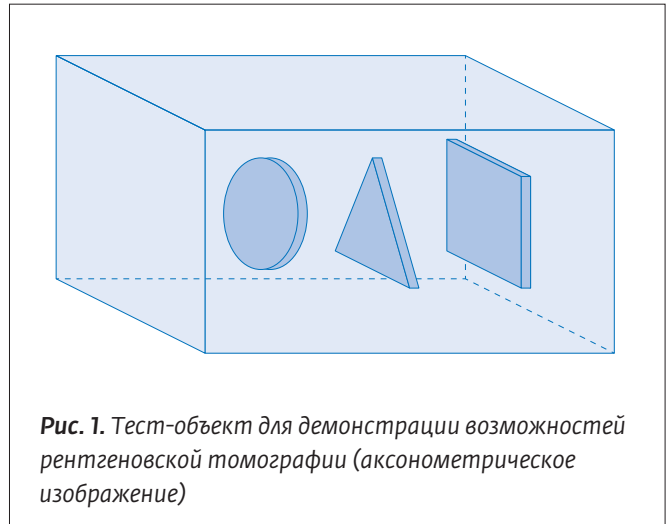 Рис. 1. Тест-объект для демонстрации возможностей
рентгеновской томографии (аксонометрическое
изображение)